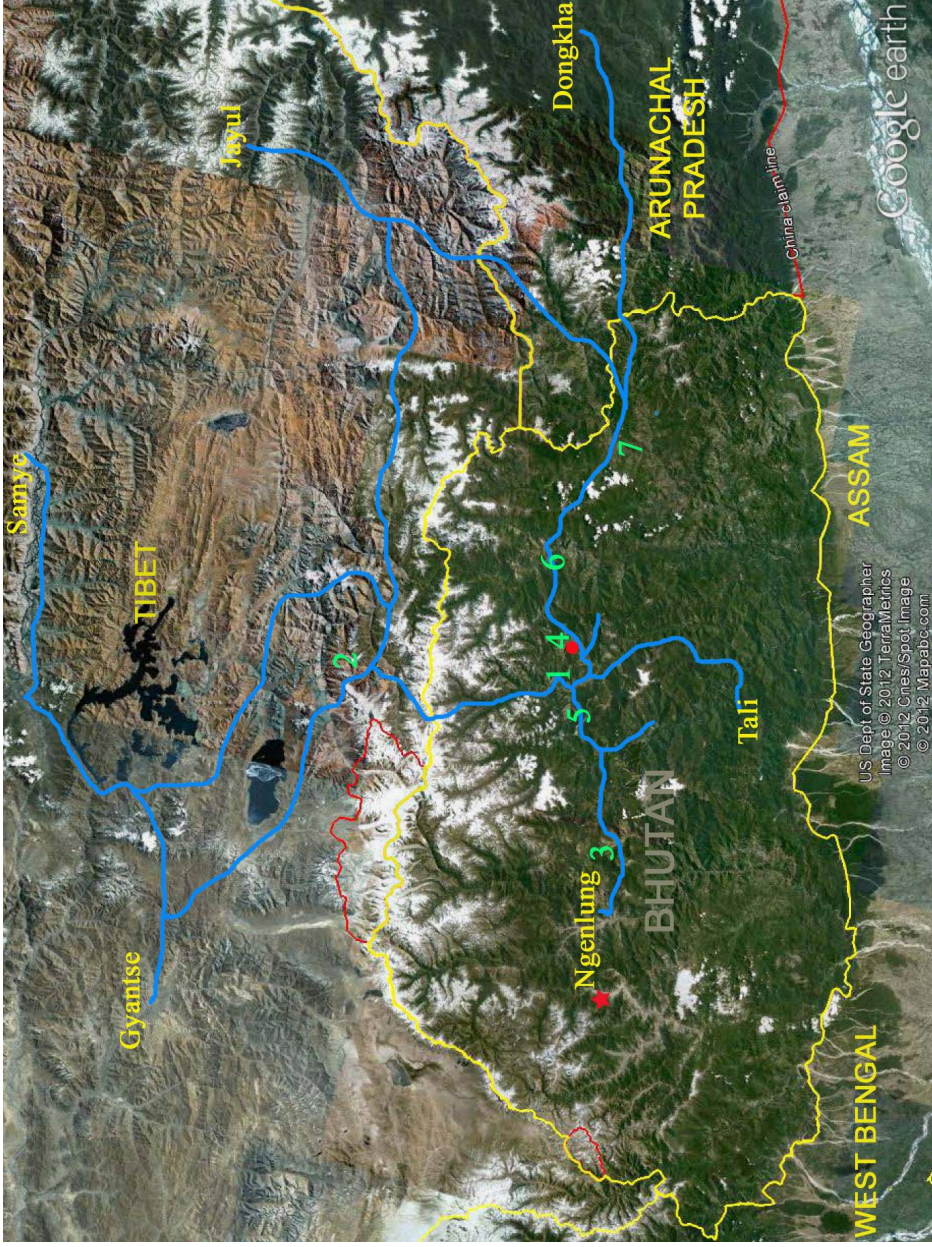 Samye
Jayul
TIBET
Gyantse
2
Dongkha
ARUNACHAL
PRADESH
1
4
6
5
7
3
Ngenlung
BHUTAN
Tali
China claim line
ASSAM
WEST BENGAL
US Dept of State Geographer
Image © 2012 TerraMetrics
© 2012 Cnes/Spot Image
© 2012 Mapabc.com
Google earth